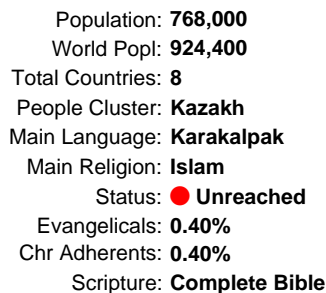 Population: 768,000
World Popl: 924,400
Total Countries: 8
People Cluster: Kazakh
Main Language: Karakalpak
Main Religion: Islam
Status: Unreached
Evangelicals: 0.40%
Chr Adherents: 0.40%
Scripture: Complete Bible